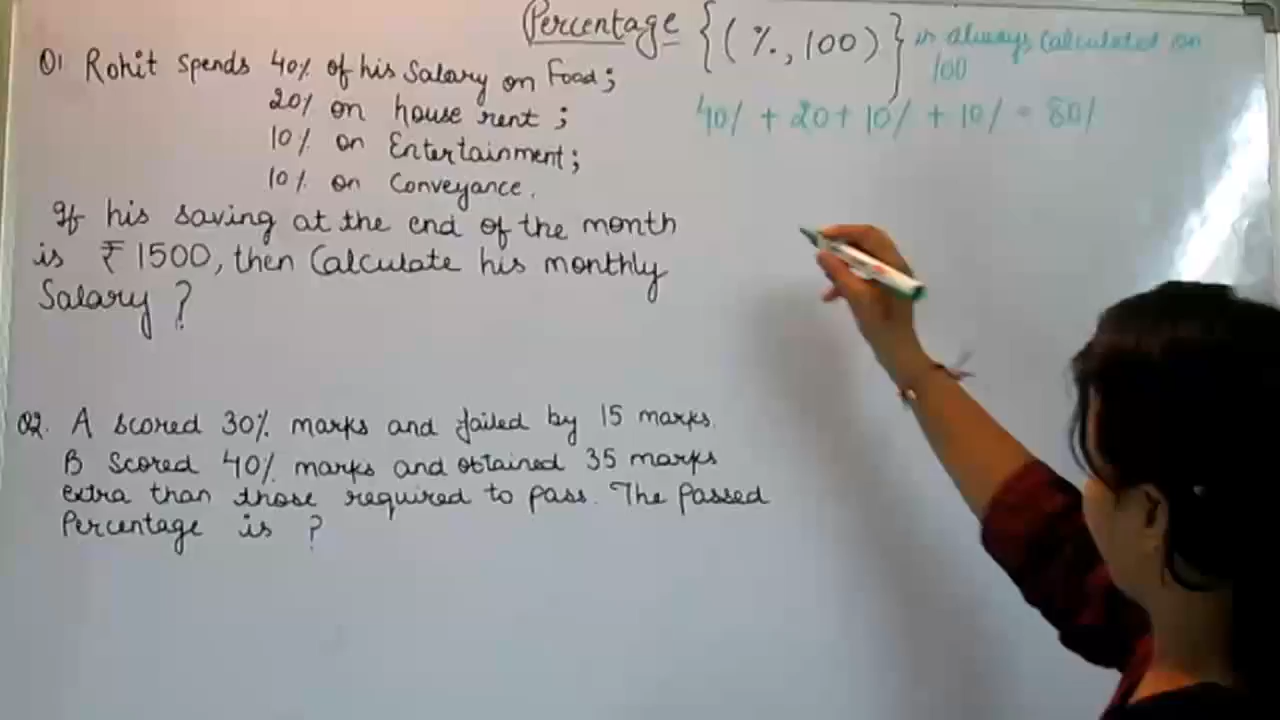 Percentage {(%, 100)} is always calculated on
100
Q1 Rohit spends 40% of his Salary on Food;
20% on house rent;
10% on Entertainment;
10% on Conveyance.
40% + 20 + 10% + 10% = 80%
If his saving at the end of the month
is ₹ 1500, then Calculate his monthly
Salary?
Q2. A scored 30% marks and failed by 15 marks.
B scored 40% marks and obtained 35 marks
extra than those required to pass. The passed
Percentage is ?